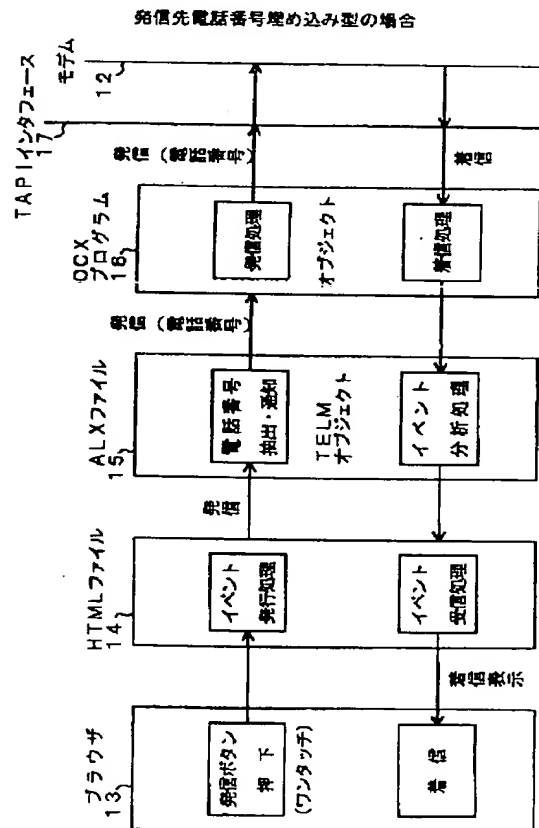 発信先電話番号埋め込み型の場合
ブラウザ
13
発信ボタン
押下
(ワンタッチ)
着信
HTMLファイル
14
イベント
発行処理
イベント
受信処理
着信表示
発信
ALXファイル
15
電話番号
抽出・通知
TELM
オブジェクト
イベント
分析処理
発信(電話番号)
OCX
プログラム
16
発信処理
オブジェクト
着信処理
発信(電話番号)
着信
TAPIインタフェース
17
モデム
12